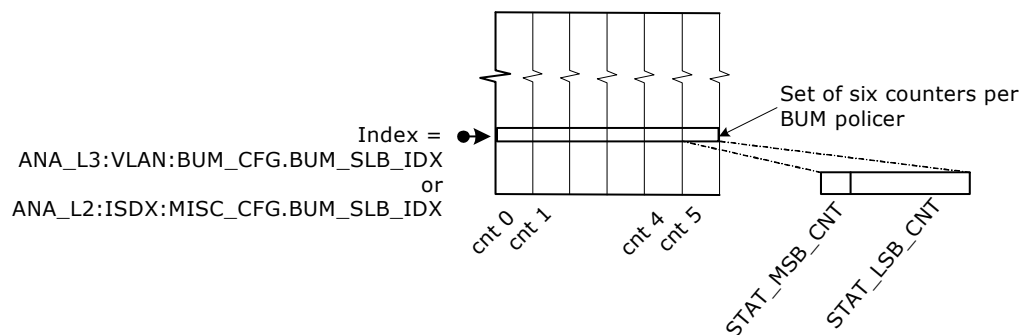 Set of six counters per
BUM policer
Index =
ANA_L3:VLAN:BUM_CFG.BUM_SLB_IDX
or
ANA_L2:ISDX:MISC_CFG.BUM_SLB_IDX
cnt 0
cnt 1
cnt 4
cnt 5
STAT_MSB_CNT
STAT_LSB_CNT